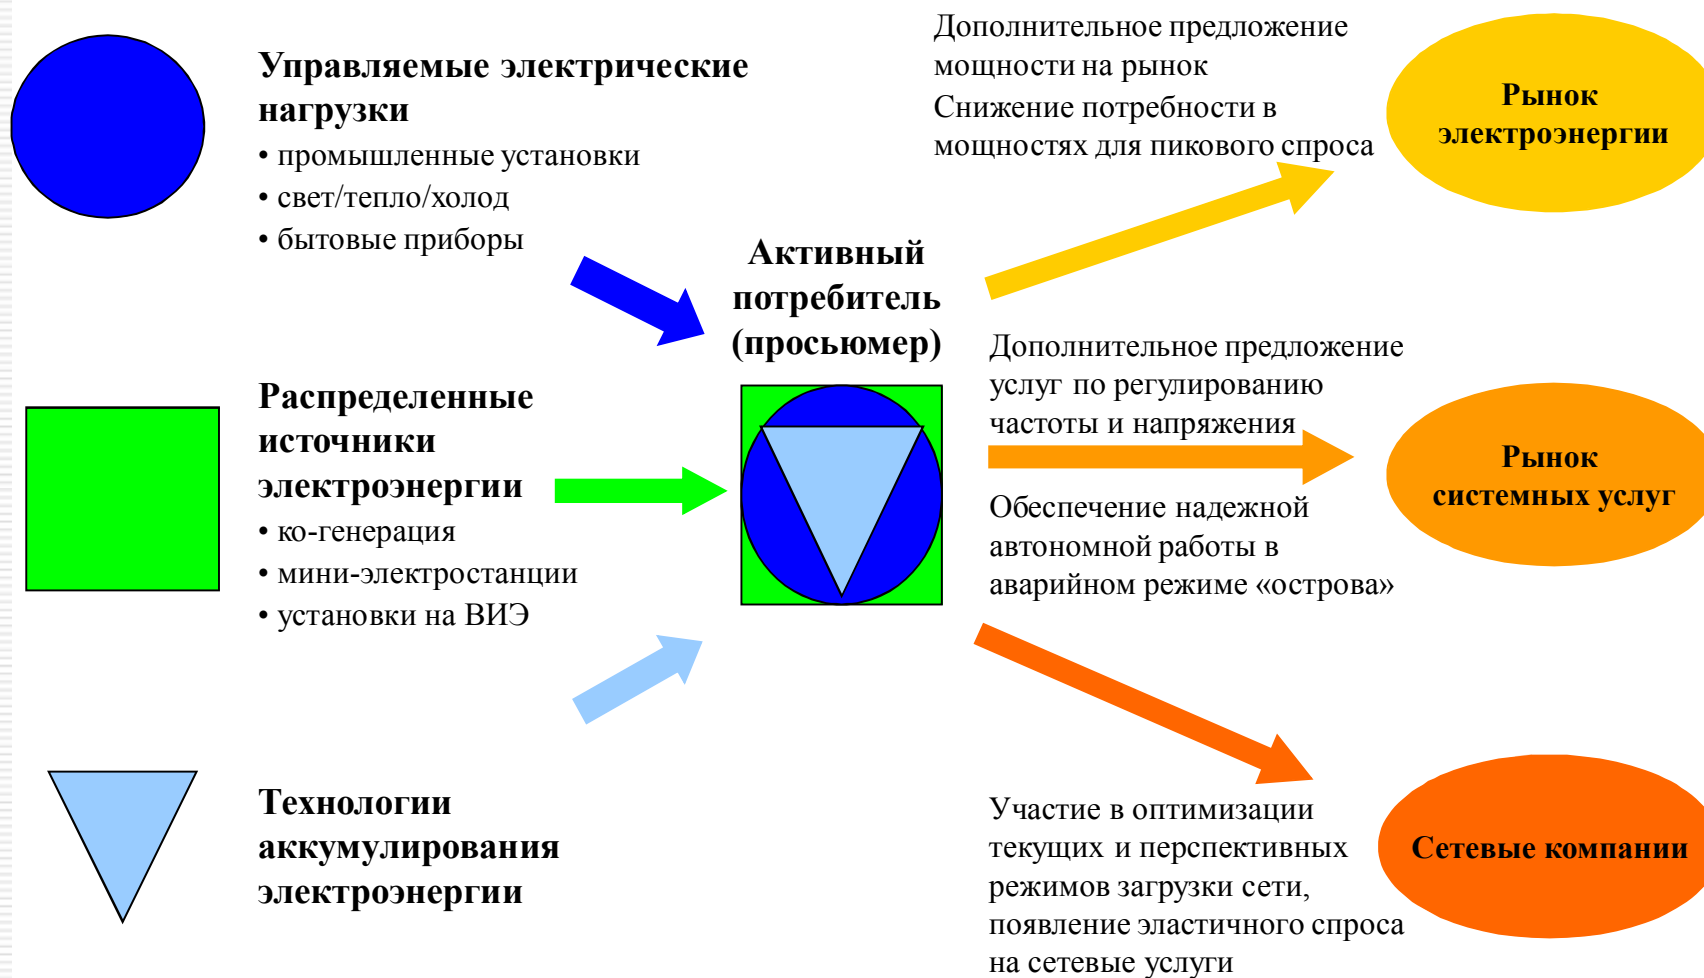 Управляемые электрические
нагрузки
• промышленные установки
• свет/тепло/холод
• бытовые приборы
Распределенные
источники
электроэнергии
• ко-генерация
• мини-электростанции
• установки на ВИЭ
Технологии
аккумулирования
электроэнергии
Активный
потребитель
(просьюмер)
Дополнительное предложение
мощности на рынок
Снижение потребности в
мощностях для пикового спроса
Рынок
электроэнергии
Дополнительное предложение
услуг по регулированию
частоты и напряжения
Обеспечение надежной
автономной работы в
аварийном режиме «острова»
Рынок
системных услуг
Участие в оптимизации
текущих и перспективных
режимов загрузки сети,
появление эластичного спроса
на сетевые услуги
Сетевые компании